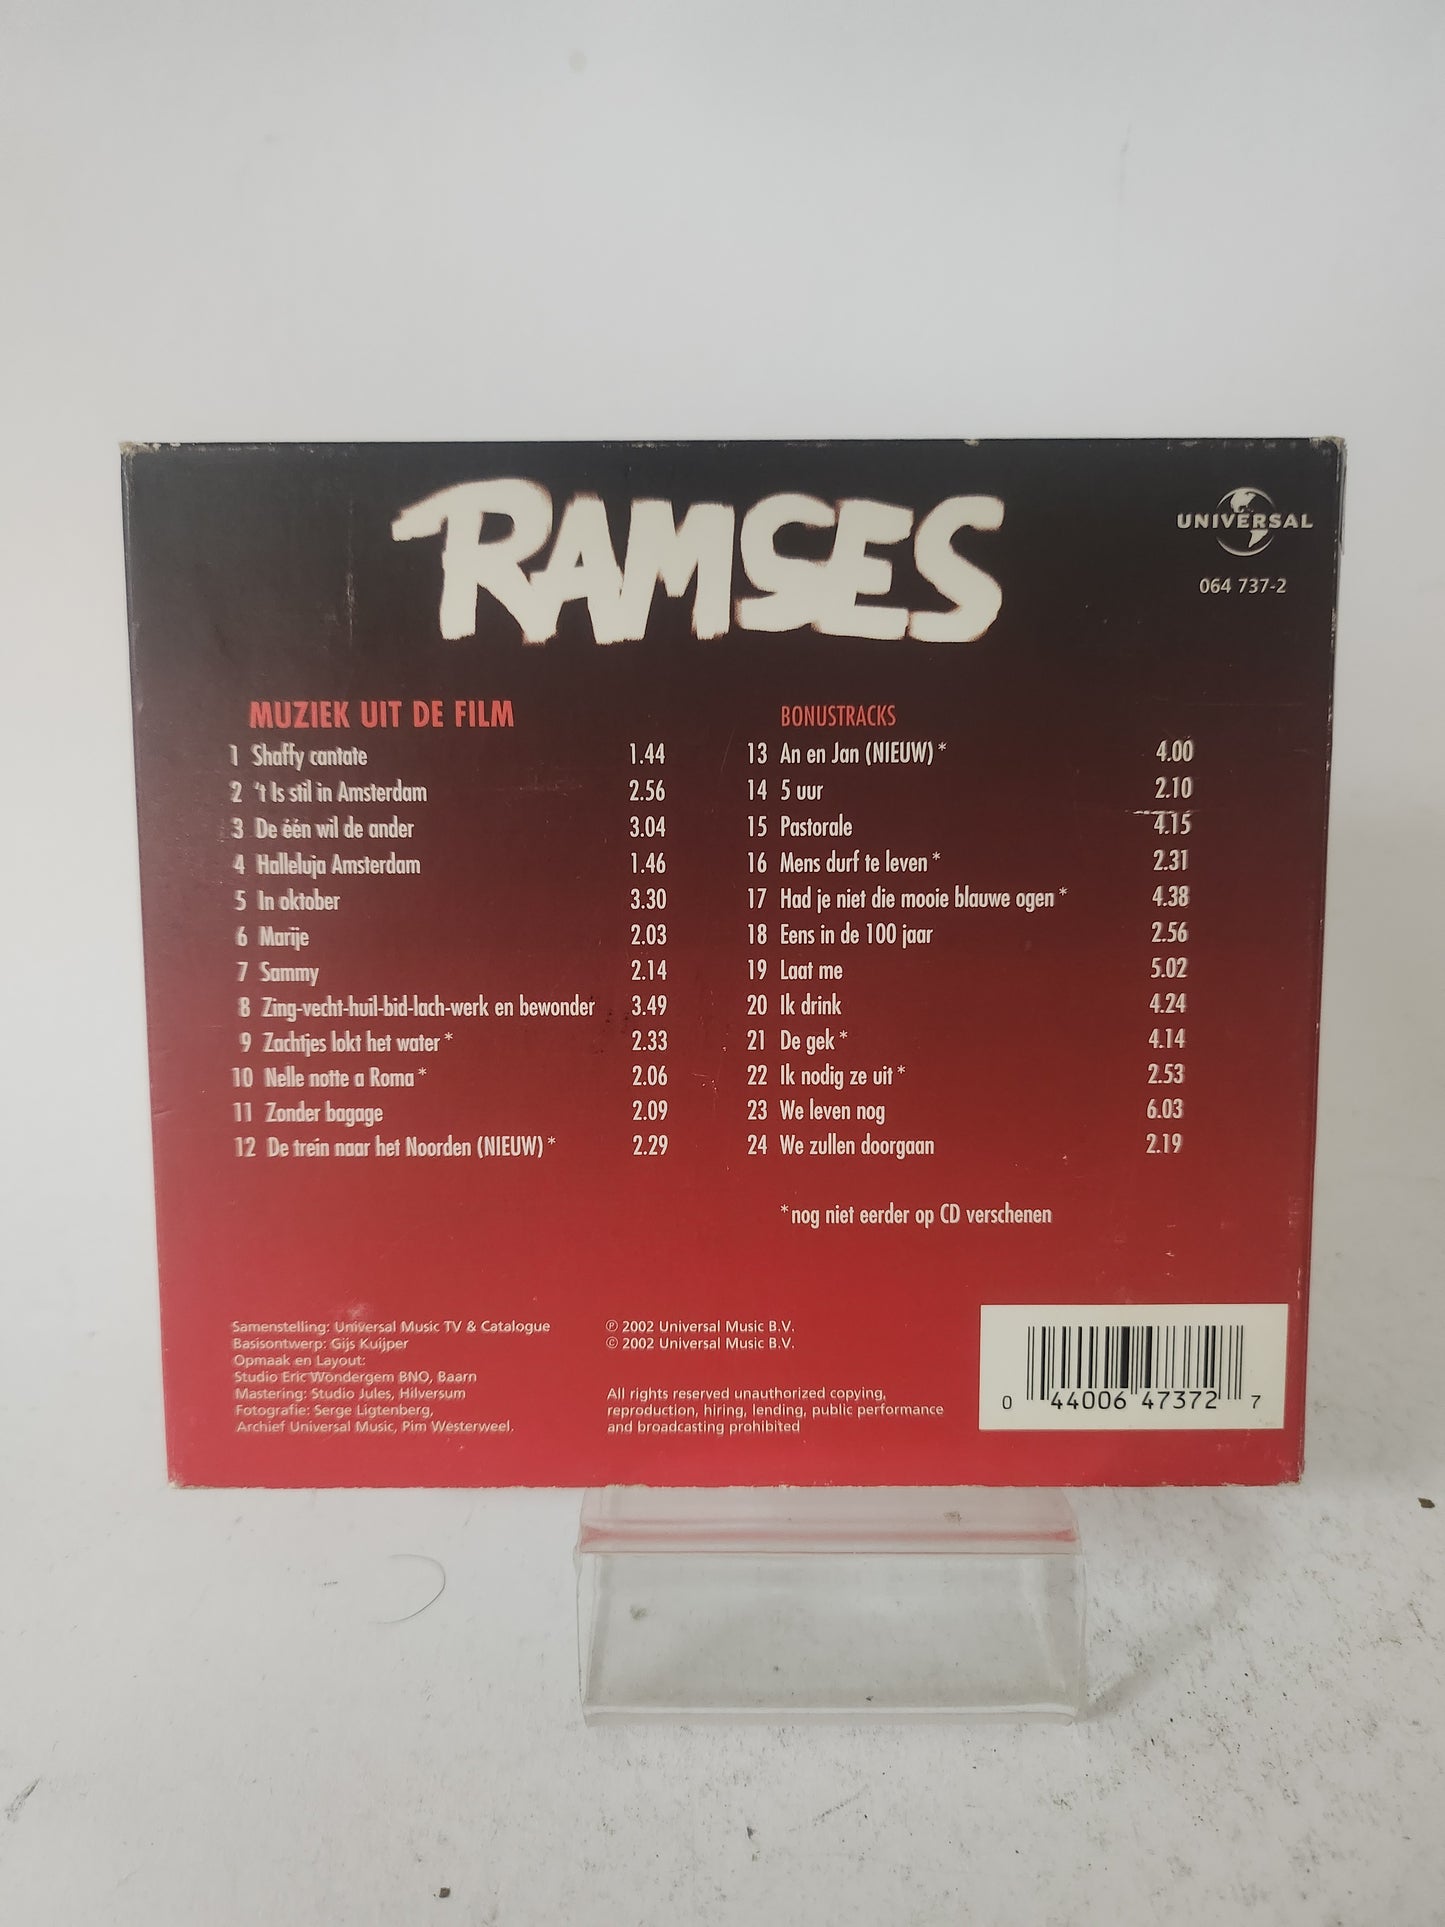 RAMSES
UNIVERSAL
064 737-2
MUZIEK UIT DE FILM
1 Shaffy cantate 1.44
2 't Is stil in Amsterdam 2.56
3 De één wil de ander 3.04
4 Halleluja Amsterdam 1.46
5 In oktober 3.30
6 Marije 2.03
7 Sammy 2.14
8 Zing-vecht-huil-bid-lach-werk en bewonder 3.49
9 Zachtjes lokt het water * 2.33
10 Nelle notte a Roma * 2.06
11 Zonder bagage 2.09
12 De trein naar het Noorden (NIEUW) * 2.29
BONUSTRACKS
13 An en Jan (NIEUW) * 4.00
14 5 uur 2.10
15 Pastorale 4.15
16 Mens durf te leven * 2.31
17 Had je niet die mooie blauwe ogen * 4.38
18 Eens in de 100 jaar 2.56
19 Laat me 5.02
20 Ik drink 4.24
21 De gek * 4.14
22 Ik nodig ze uit * 2.53
23 We leven nog 6.03
24 We zullen doorgaan 2.19
* nog niet eerder op CD verschenen
Samenstelling: Universal Music TV & Catalogue
Basisontwerp: Gijs Kuijper
Opmaak en Layout:
Studio Eric Wondergem BNO, Baarn
Mastering: Studio Jules, Hilversum
Fotografie: Serge Ligtenberg,
Archief Universal Music, Pim Westerweel.
℗ 2002 Universal Music B.V.
© 2002 Universal Music B.V.
All rights reserved unauthorized copying,
reproduction, hiring, lending, public performance
and broadcasting prohibited
0 44006 47372 7